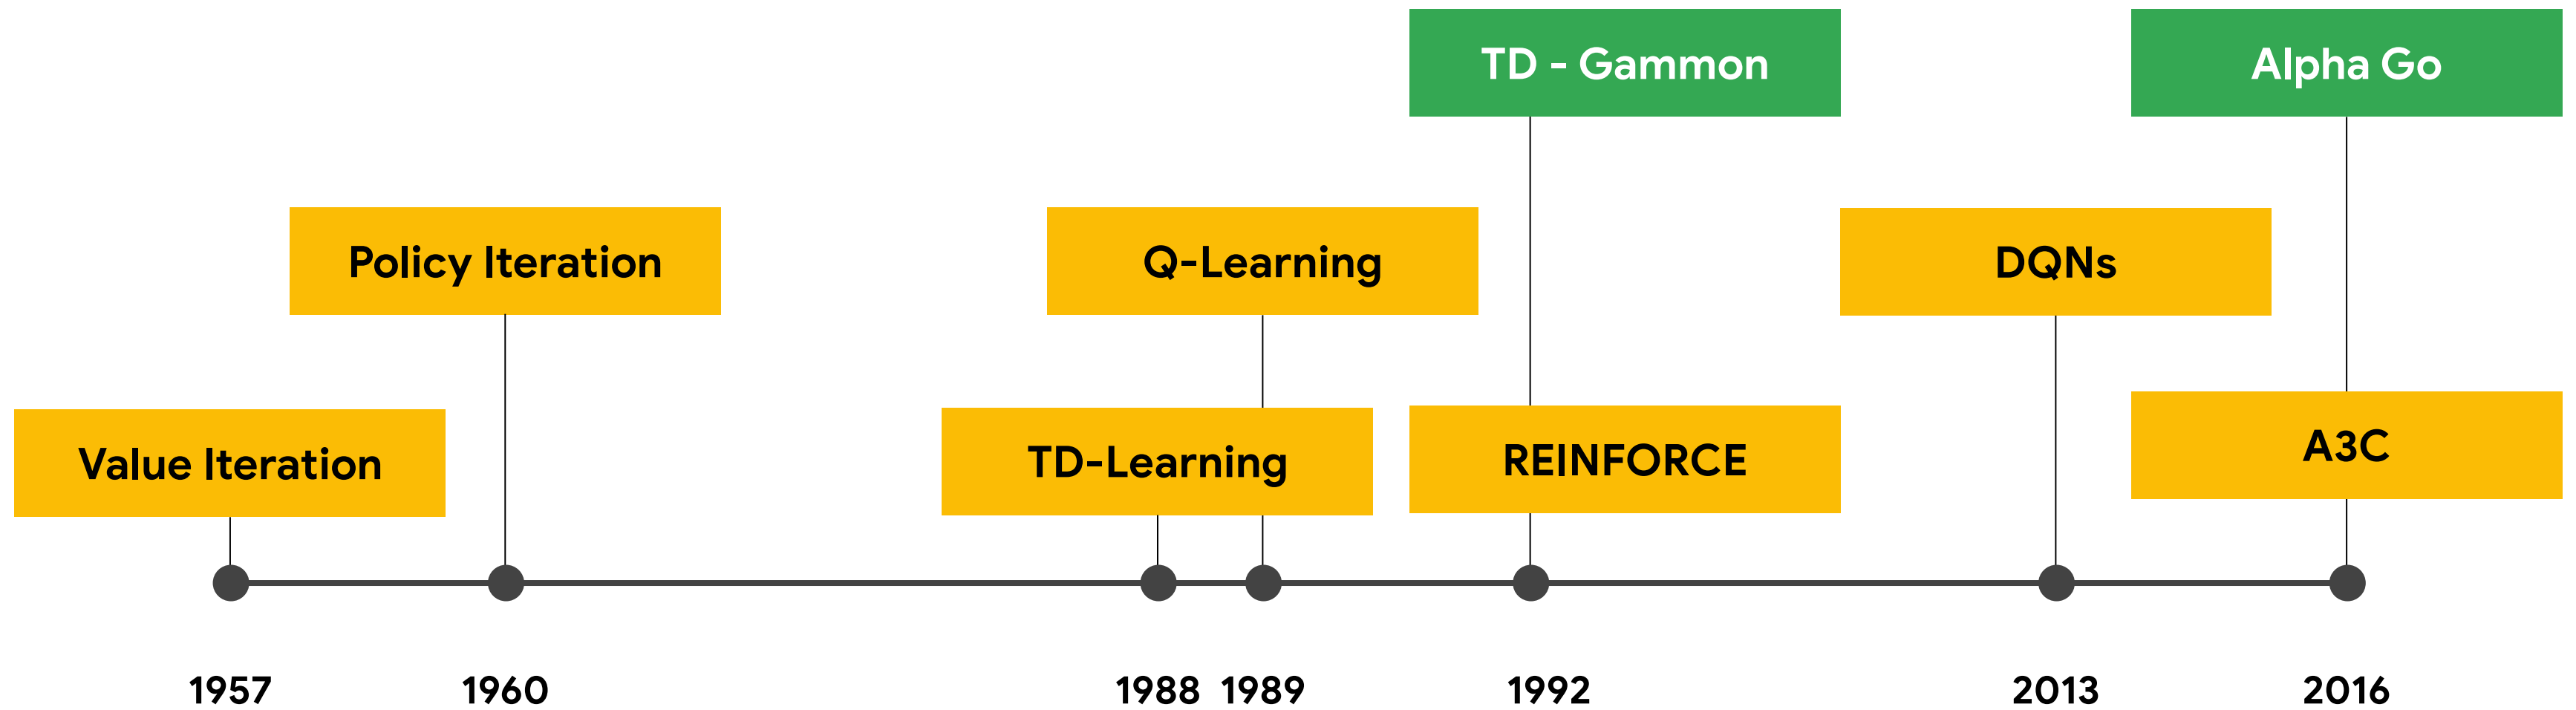 TD - Gammon
Alpha Go
Policy Iteration
Q-Learning
DQNs
Value Iteration
TD-Learning
REINFORCE
A3C
1957
1960
1988
1989
1992
2013
2016